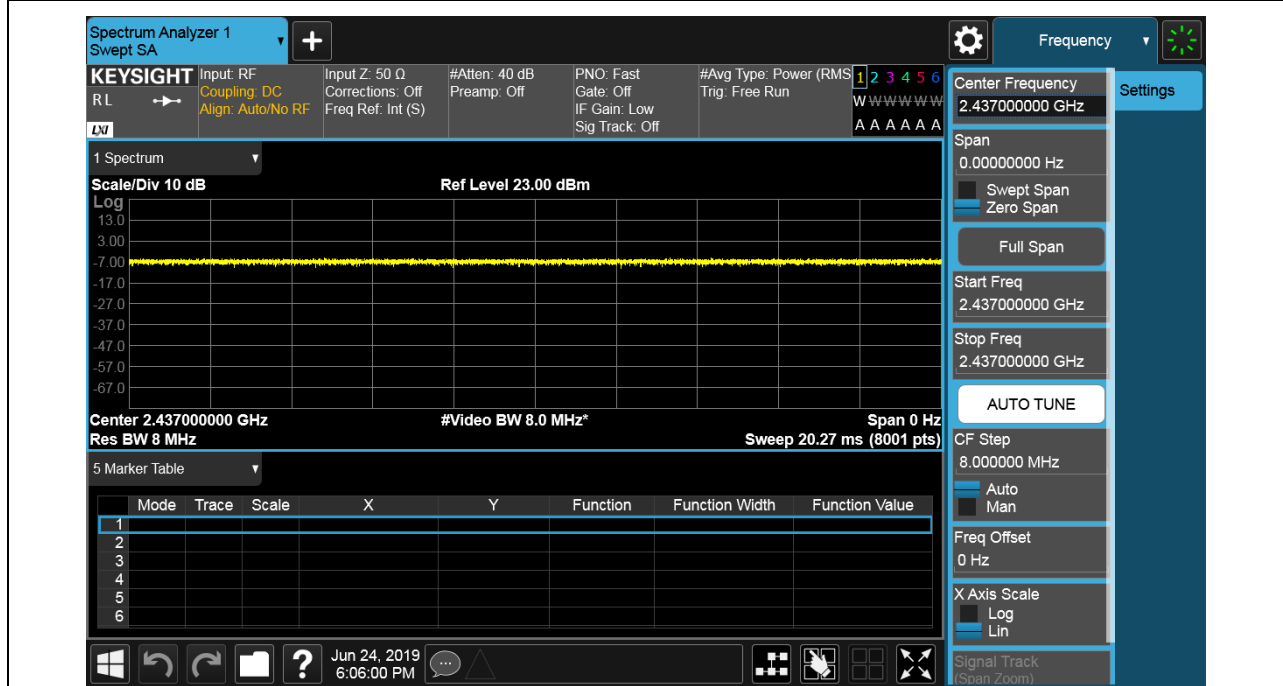 Spectrum Analyzer 1
Swept SA
Frequency
KEYSIGHT
RL
LXI
Input: RF
Coupling: DC
Align: Auto/No RF
Input Z: 50 Ω
Corrections: Off
Freq Ref: Int (S)
#Atten: 40 dB
Preamp: Off
PNO: Fast
Gate: Off
IF Gain: Low
Sig Track: Off
#Avg Type: Power (RMS
Trig: Free Run
1 2 3 4 5 6
W W W W W W
A A A A A A
1 Spectrum
Scale/Div 10 dB
Ref Level 23.00 dBm
Log
13.0
3.00
-7.00
-17.0
-27.0
-37.0
-47.0
-57.0
-67.0
Center 2.437000000 GHz
#Video BW 8.0 MHz*
Span 0 Hz
Res BW 8 MHz
Sweep 20.27 ms (8001 pts)
5 Marker Table
Mode Trace Scale X Y Function Function Width Function Value
1
2
3
4
5
6
Jun 24, 2019
6:06:00 PM
Center Frequency
2.437000000 GHz
Settings
Span
0.00000000 Hz
Swept Span
Zero Span
Full Span
Start Freq
2.437000000 GHz
Stop Freq
2.437000000 GHz
AUTO TUNE
CF Step
8.000000 MHz
Auto
Man
Freq Offset
0 Hz
X Axis Scale
Log
Lin
Signal Track
(Span Zoom)